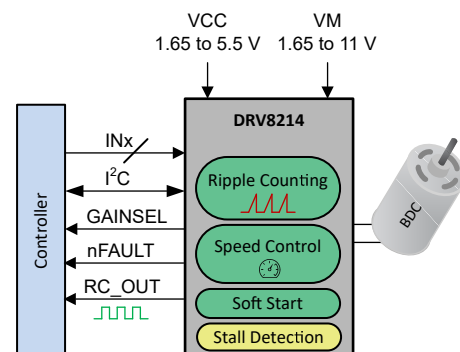 VCC
1.65 to 5.5 V
VM
1.65 to 11 V
DRV8214
Controller
INx
I²C
GAINSEL
nFAULT
RC_OUT
Ripple Counting
Speed Control
Soft Start
Stall Detection
BDC